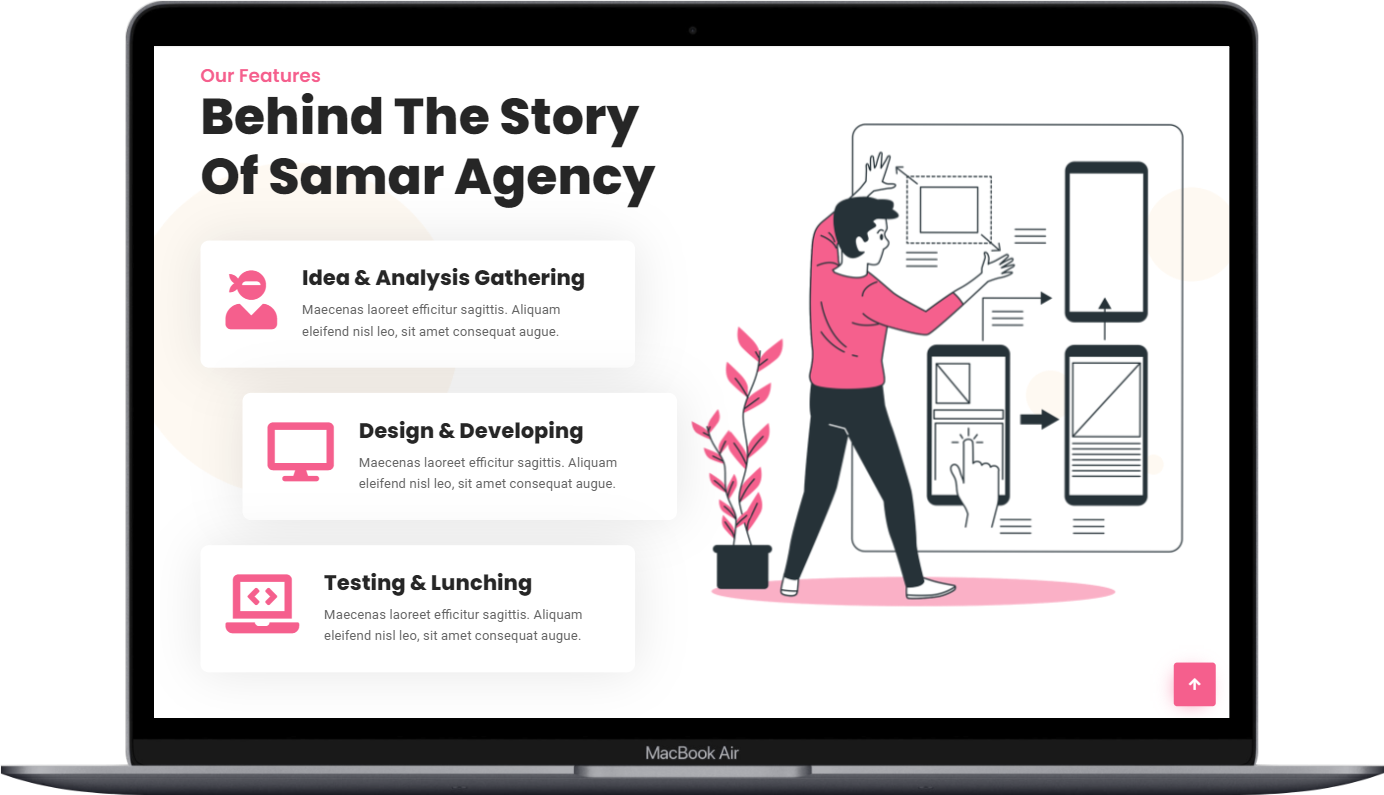 Our Features
Behind The Story
Of Samar Agency
Idea & Analysis Gathering
Maecenas laoreet efficitur sagittis. Aliquam
eleifend nisl leo, sit amet consequat augue.
Design & Developing
Maecenas laoreet efficitur sagittis. Aliquam
eleifend nisl leo, sit amet consequat augue.
Testing & Lunching
Maecenas laoreet efficitur sagittis. Aliquam
eleifend nisl leo, sit amet consequat augue.
MacBook Air